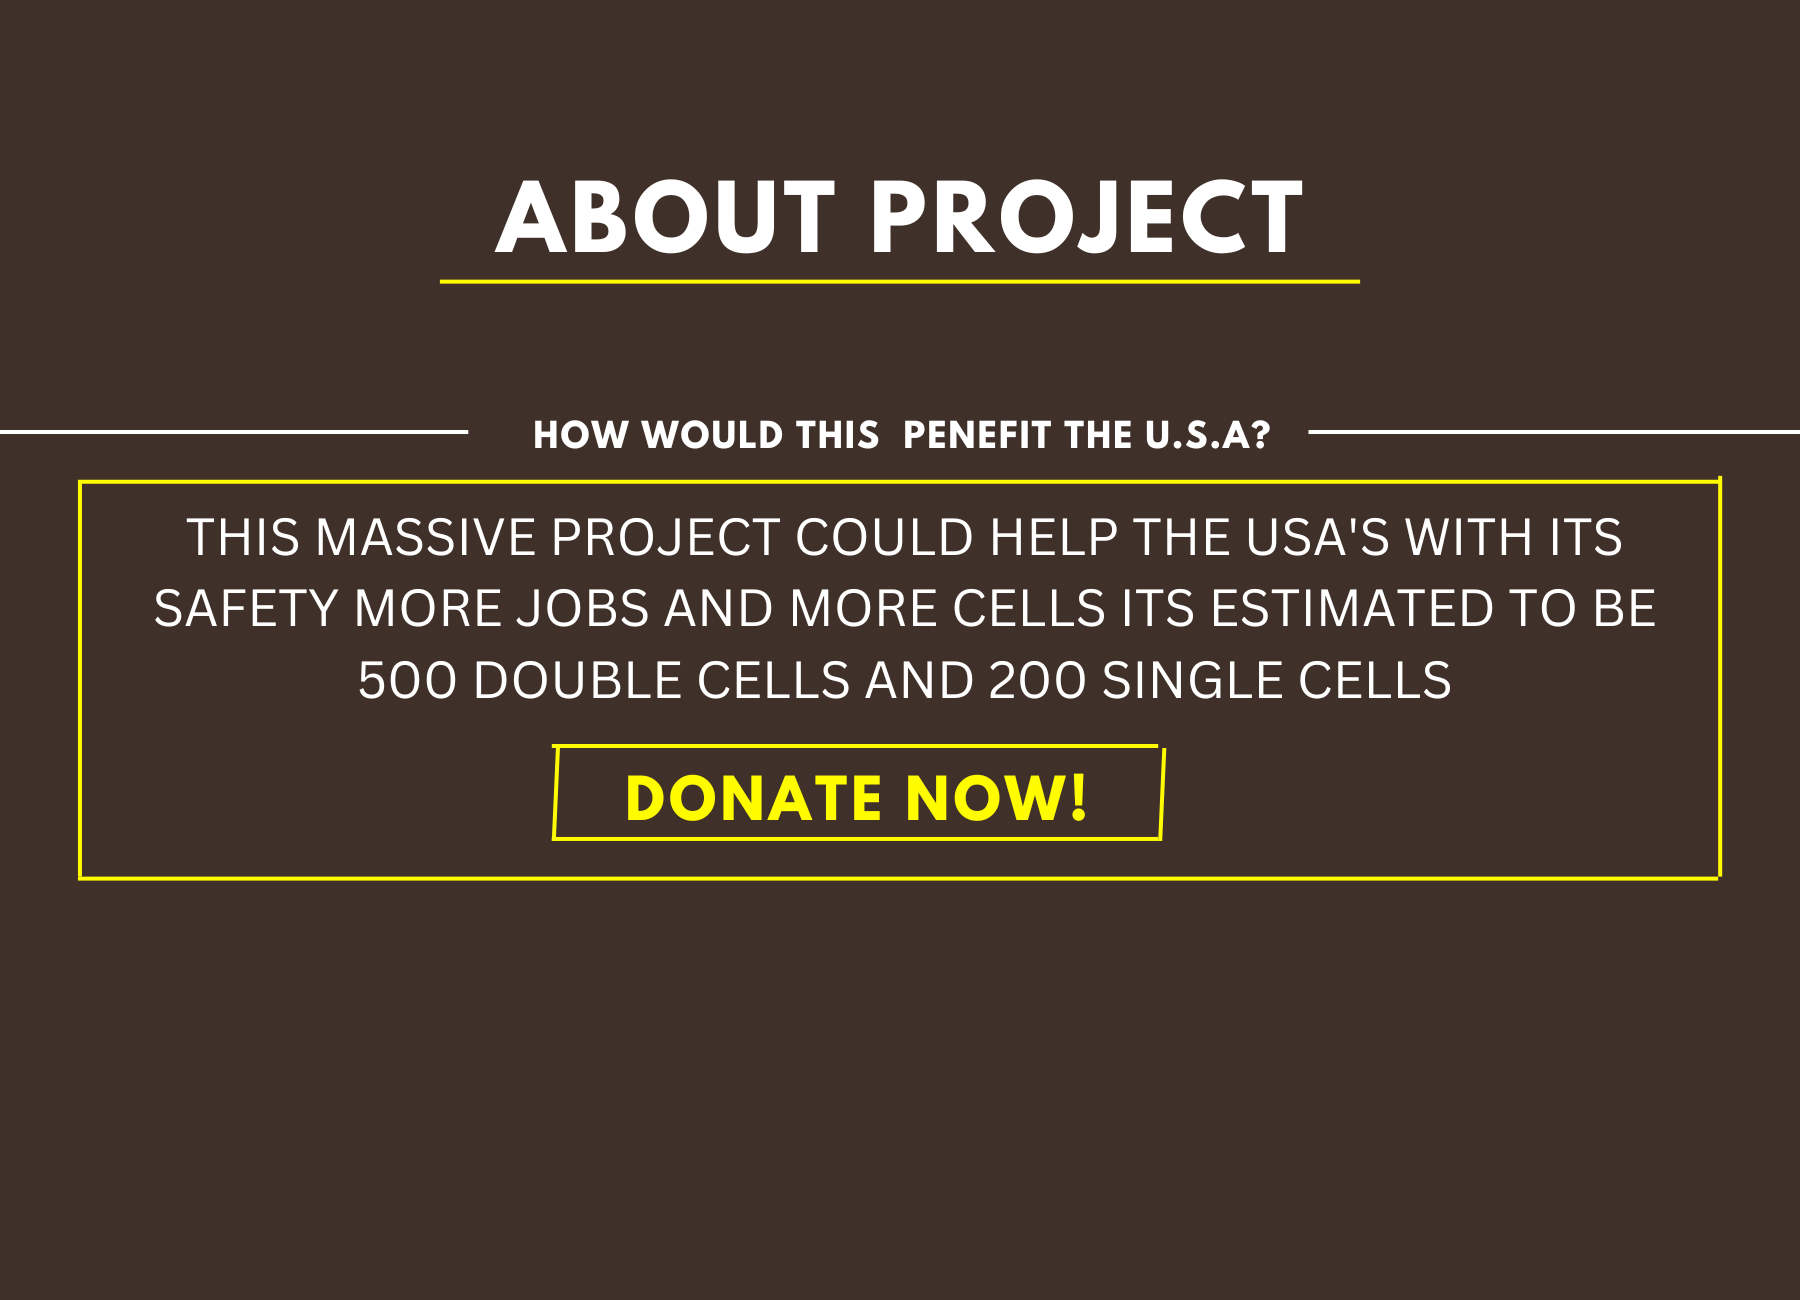 ABOUT PROJECT
HOW WOULD THIS PENEFIT THE U.S.A?
THIS MASSIVE PROJECT COULD HELP THE USA'S WITH ITS
SAFETY MORE JOBS AND MORE CELLS ITS ESTIMATED TO BE
500 DOUBLE CELLS AND 200 SINGLE CELLS
DONATE NOW!